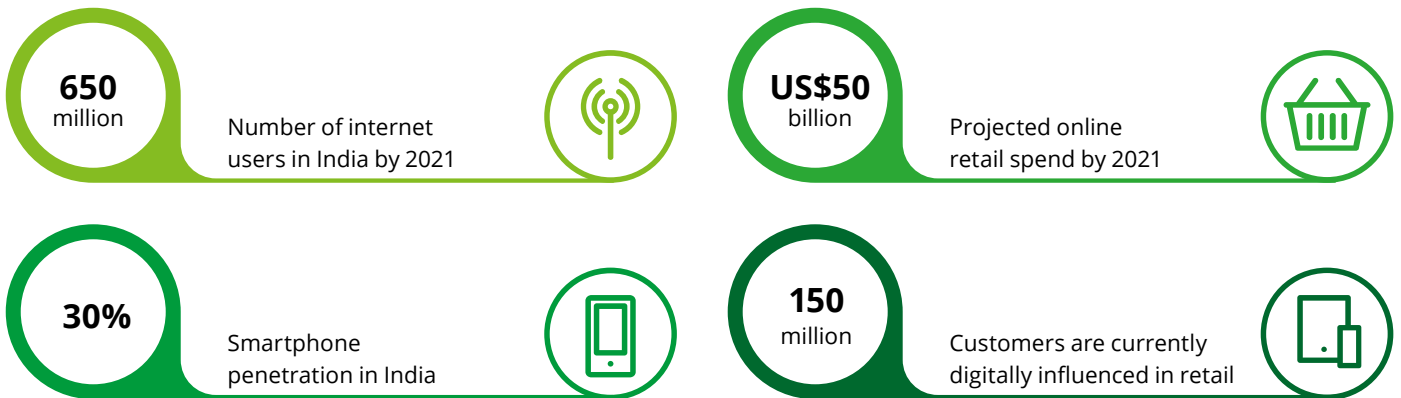 650
million
Number of internet
users in India by 2021
US$50
billion
Projected online
retail spend by 2021
30%
Smartphone
penetration in India
150
million
Customers are currently
digitally influenced in retail